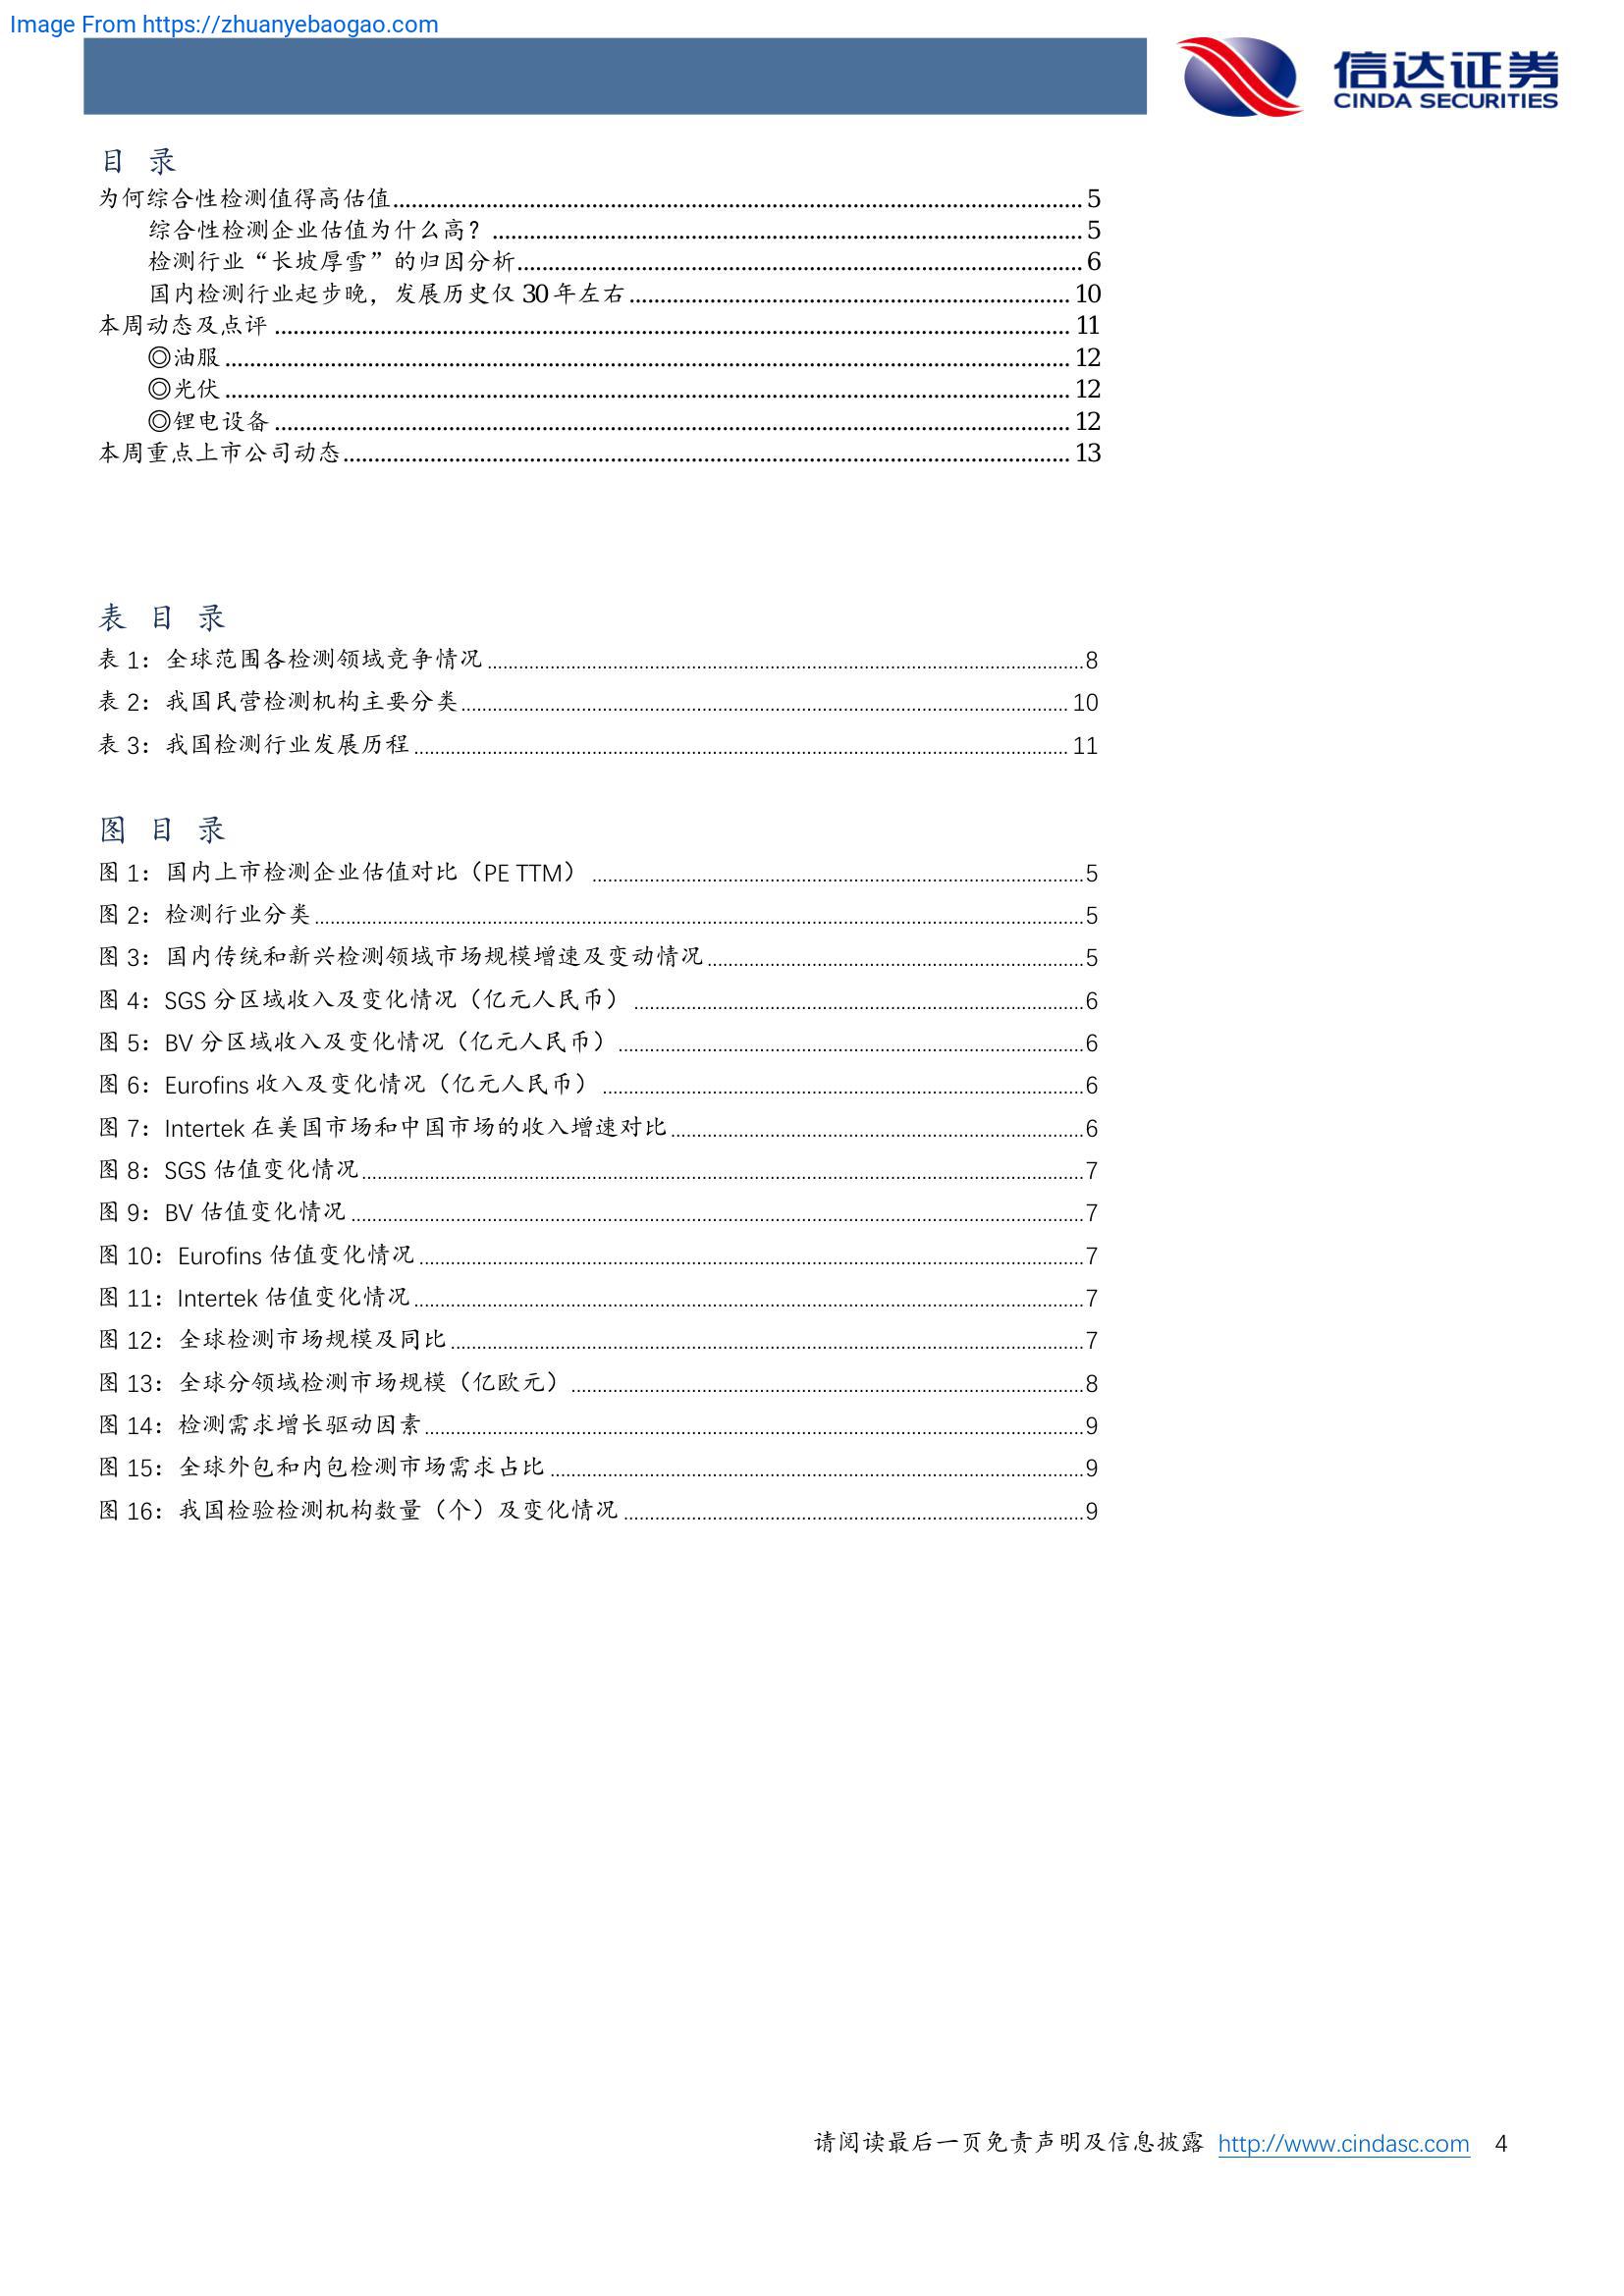 Image From https://zhuanyebaogao.com
信达证券
CINDA SECURITIES
目 录
为何综合性检测值得高估值 5
综合性检测企业估值为什么高？ 5
检测行业“长坡厚雪”的归因分析 6
国内检测行业起步晚，发展历史仅 30 年左右 10
本周动态及点评 11
◎油服 12
◎光伏 12
◎锂电设备 12
本周重点上市公司动态 13
表 目 录
表 1：全球范围各检测领域竞争情况 8
表 2：我国民营检测机构主要分类 10
表 3：我国检测行业发展历程 11
图 目 录
图 1：国内上市检测企业估值对比（PE TTM） 5
图 2：检测行业分类 5
图 3：国内传统和新兴检测领域市场规模增速及变动情况 5
图 4：SGS 分区域收入及变化情况（亿元人民币） 6
图 5：BV 分区域收入及变化情况（亿元人民币） 6
图 6：Eurofins 收入及变化情况（亿元人民币） 6
图 7：Intertek 在美国市场和中国市场的收入增速对比 6
图 8：SGS 估值变化情况 7
图 9：BV 估值变化情况 7
图 10：Eurofins 估值变化情况 7
图 11：Intertek 估值变化情况 7
图 12：全球检测市场规模及同比 7
图 13：全球分领域检测市场规模（亿欧元） 8
图 14：检测需求增长驱动因素 9
图 15：全球外包和内包检测市场需求占比 9
图 16：我国检验检测机构数量（个）及变化情况 9
请阅读最后一页免责声明及信息披露 http://www.cindasc.com 4